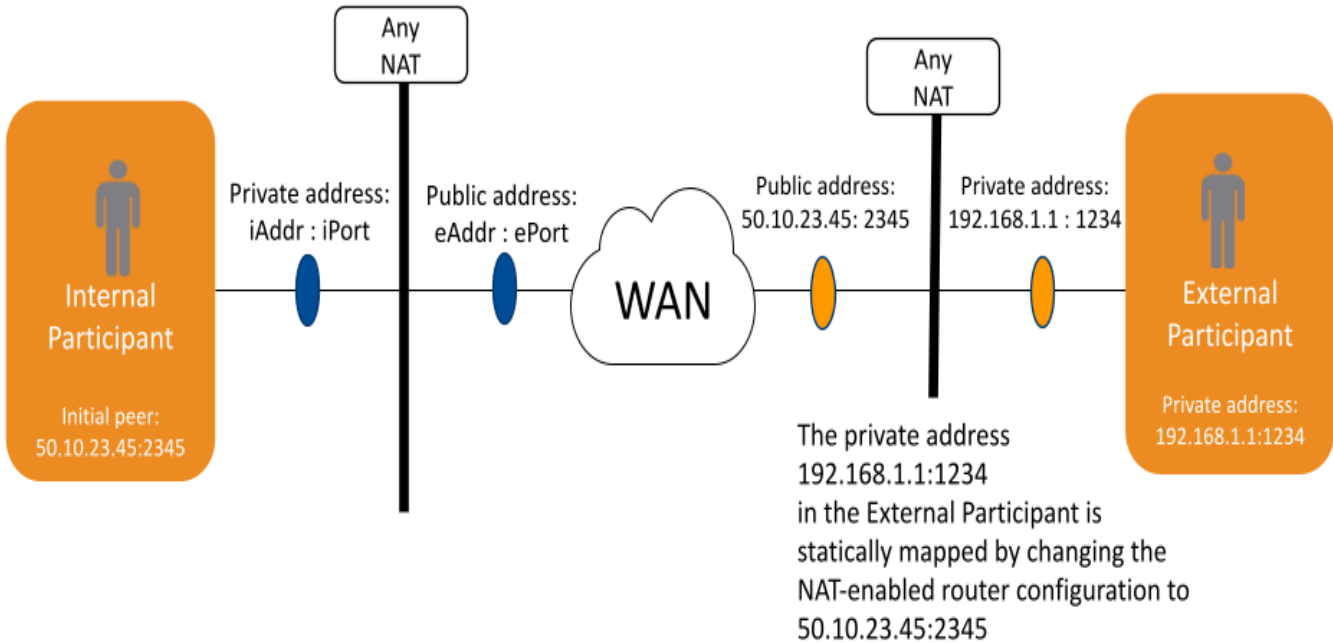 Any
NAT
Any
NAT
Internal
Participant
Initial peer:
50.10.23.45:2345
Private address:
iAddr : iPort
Public address:
eAddr : ePort
WAN
Public address:
50.10.23.45: 2345
Private address:
192.168.1.1 : 1234
External
Participant
Private address:
192.168.1.1:1234
The private address
192.168.1.1:1234
in the External Participant is
statically mapped by changing the
NAT-enabled router configuration to
50.10.23.45:2345